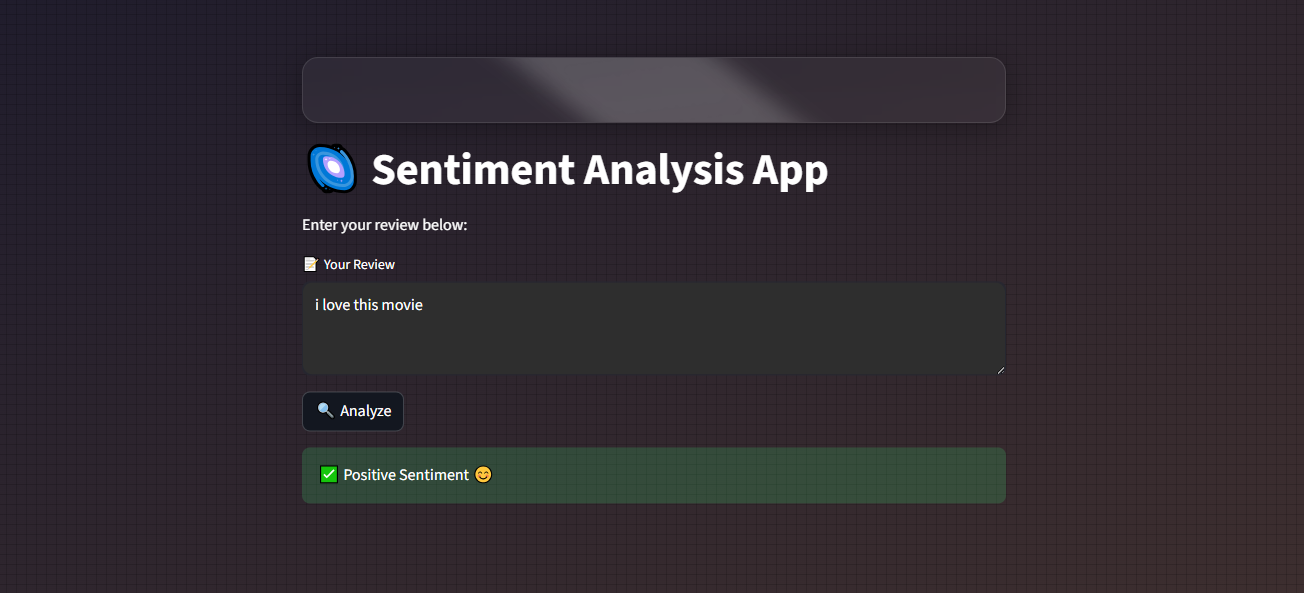 Sentiment Analysis App
Enter your review below:
📝 Your Review
i love this movie
🔍 Analyze
✅ Positive Sentiment 😊